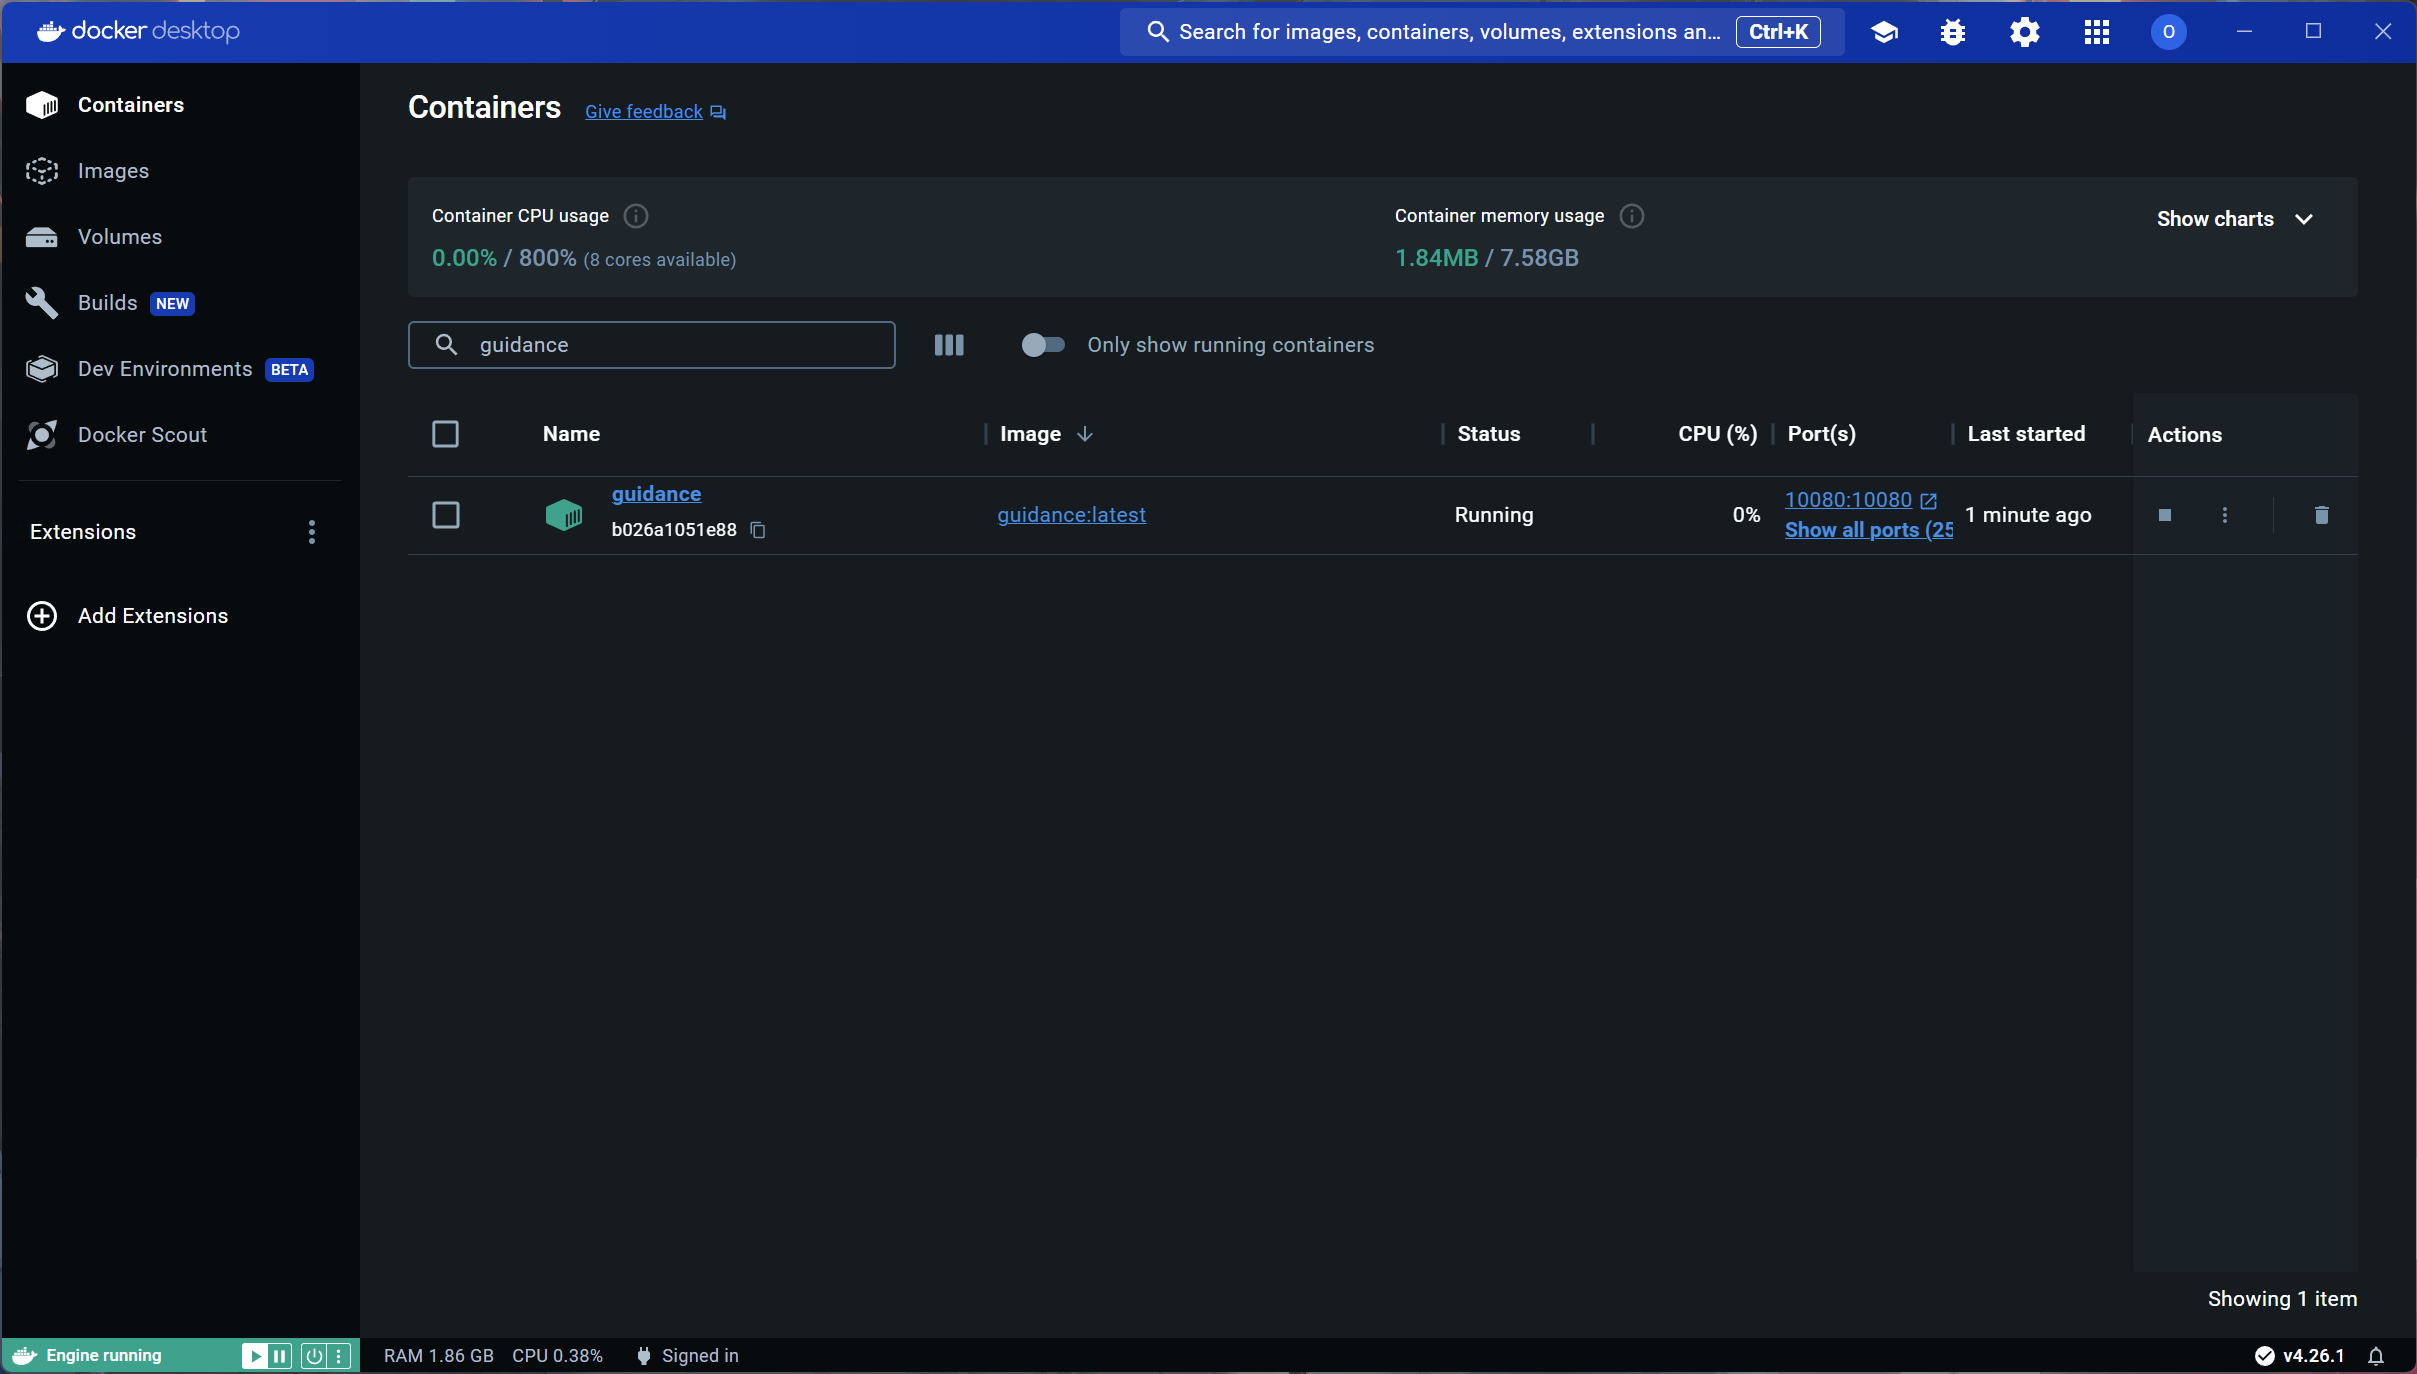 docker desktop
Search for images, containers, volumes, extensions an... Ctrl+K
O
Containers
Images
Volumes
Builds NEW
Dev Environments BETA
Docker Scout
Extensions
Add Extensions
Containers Give feedback
Container CPU usage
0.00% / 800% (8 cores available)
Container memory usage
1.84MB / 7.58GB
Show charts
guidance
Only show running containers
Name Image Status CPU (%) Port(s) Last started Actions
guidance
b026a1051e88
guidance:latest
Running
0%
10080:10080
Show all ports (25
1 minute ago
Showing 1 item
Engine running
RAM 1.86 GB CPU 0.38% Signed in
v4.26.1